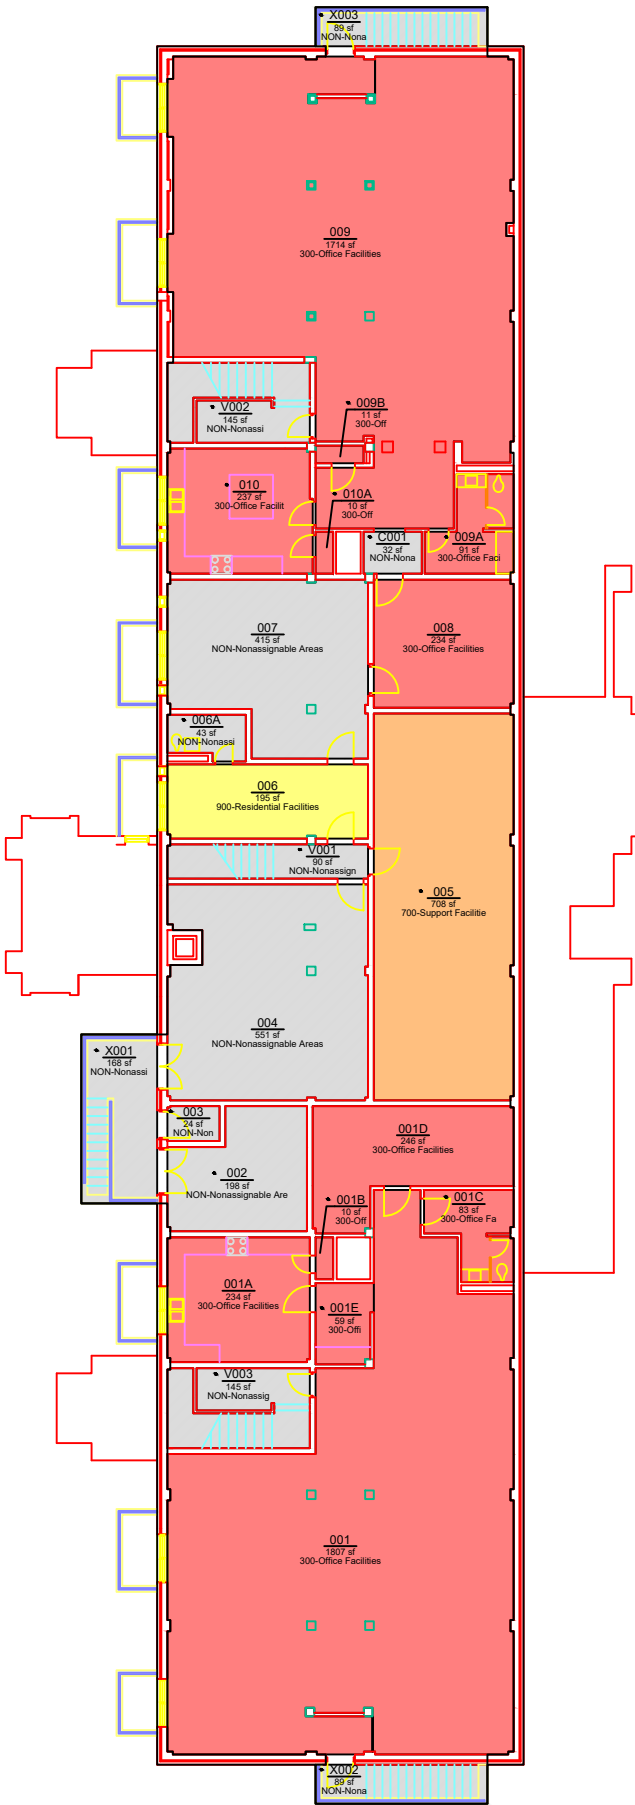 X003
89 sf
NON-Nona
009
1714 sf
300-Office Facilities
009B
11 sf
300-Off
V002
145 sf
NON-Nonassi
010
237 sf
300-Office Facilit
010A
10 sf
300-Off
C001
32 sf
NON-Nona
009A
91 sf
300-Office Faci
007
415 sf
NON-Nonassignable Areas
008
234 sf
300-Office Facilities
006A
43 sf
NON-Nonassi
006
195 sf
900-Residential Facilities
V001
90 sf
NON-Nonassign
005
708 sf
700-Support Facilitie
004
551 sf
NON-Nonassignable Areas
X001
168 sf
NON-Nonassi
003
24 sf
NON-Non
001D
246 sf
300-Office Facilities
002
198 sf
NON-Nonassignable Are
001B
10 sf
300-Off
001C
83 sf
300-Office Fa
001A
234 sf
300-Office Facilities
001E
59 sf
300-Offi
V003
145 sf
NON-Nonassig
001
1807 sf
300-Office Facilities
X002
89 sf
NON-Nona